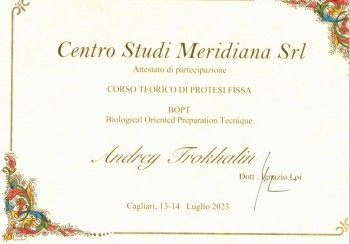 Centro Studi Meridiana Srl
Attestato di partecipazione
CORSO TEORICO DI PROTESI FISSA
BOPT
Biological Oriented Preparation Tecnique
Andrey Trokhalin
Dott. Ignazio Loi
Cagliari, 13-14 Luglio 2023